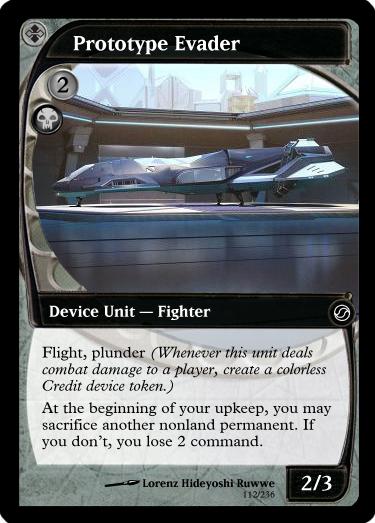 Prototype Evader
2
Device Unit — Fighter
Flight, plunder (Whenever this unit deals
combat damage to a player, create a colorless
Credit device token.)
At the beginning of your upkeep, you may
sacrifice another nonland permanent. If
you don't, you lose 2 command.
Lorenz Hideyoshi Ruwwe
112/236
2/3